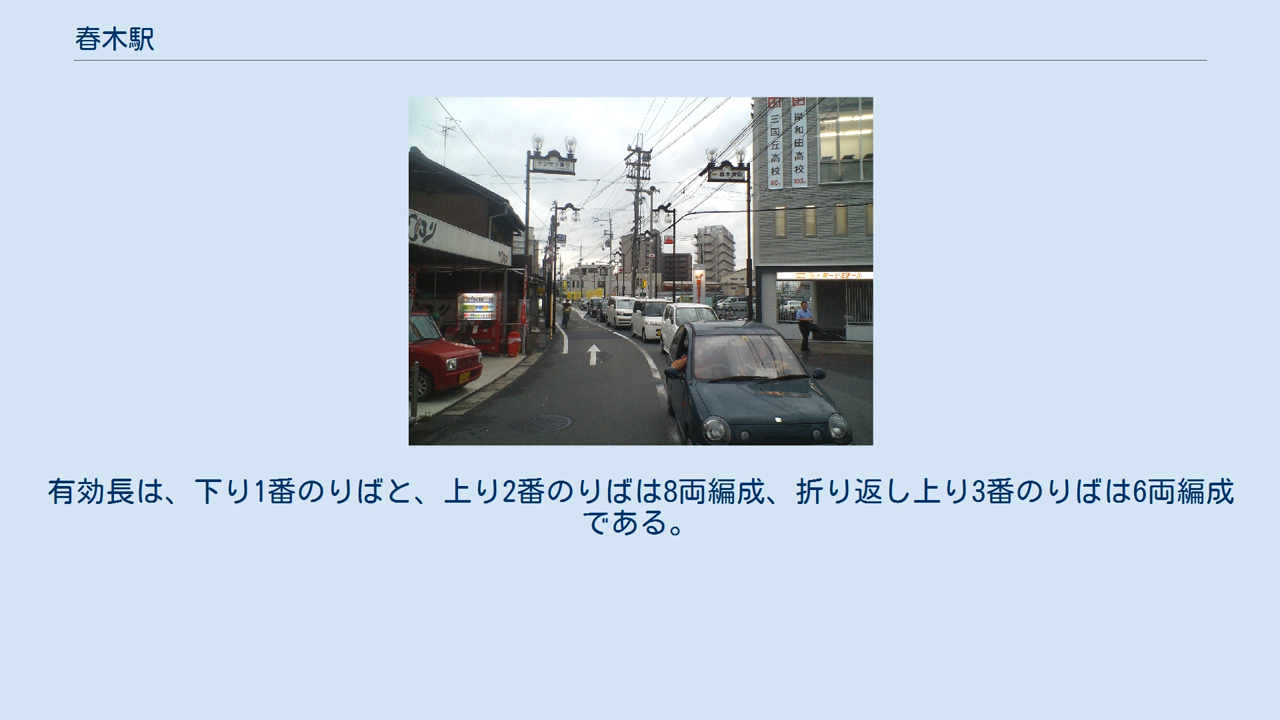 春木駅
三国丘高校
岸和田高校
有効長は、下り1番のりばと、上り2番のりばは8両編成、折り返し上り3番のりばは6両編成
である。